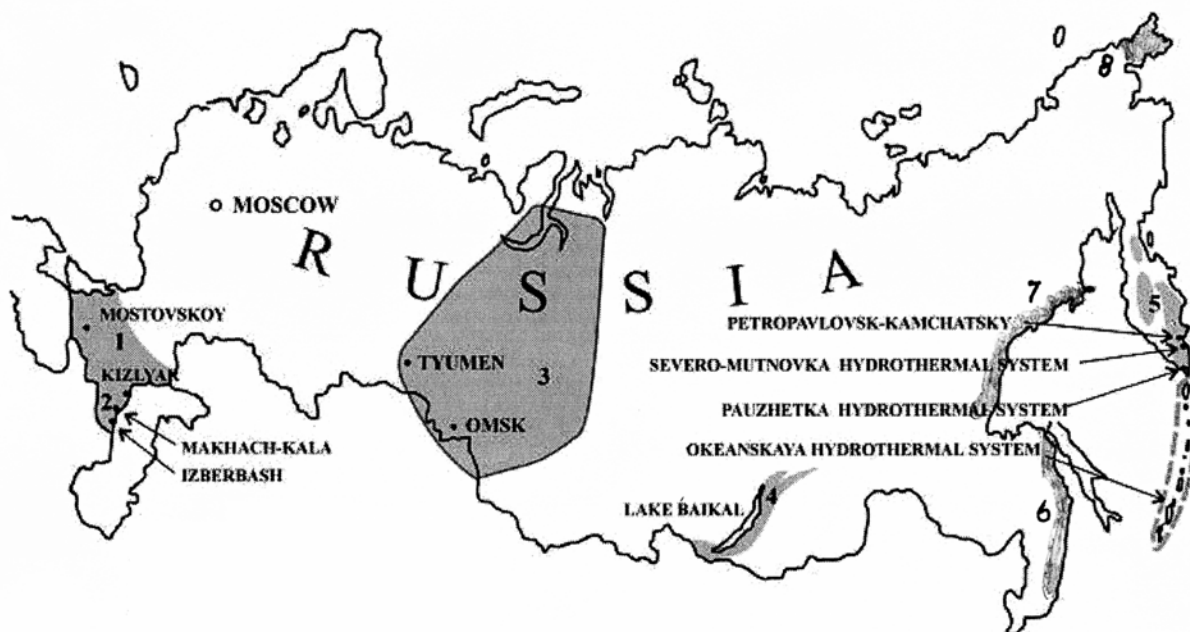 8
MOSCOW
R U S S I A
7
5
MOSTOVSKOY
1
PETROPAVLOVSK-KAMCHATSKY
TYUMEN
3
SEVERO-MUTNOVKA HYDROTHERMAL SYSTEM
KIZLYAR
2
PAUZHETKA HYDROTHERMAL SYSTEM
OMSK
MAKHACH-KALA
IZBERBASH
OKEANSKAYA HYDROTHERMAL SYSTEM
4
LAKE BAIKAL
6